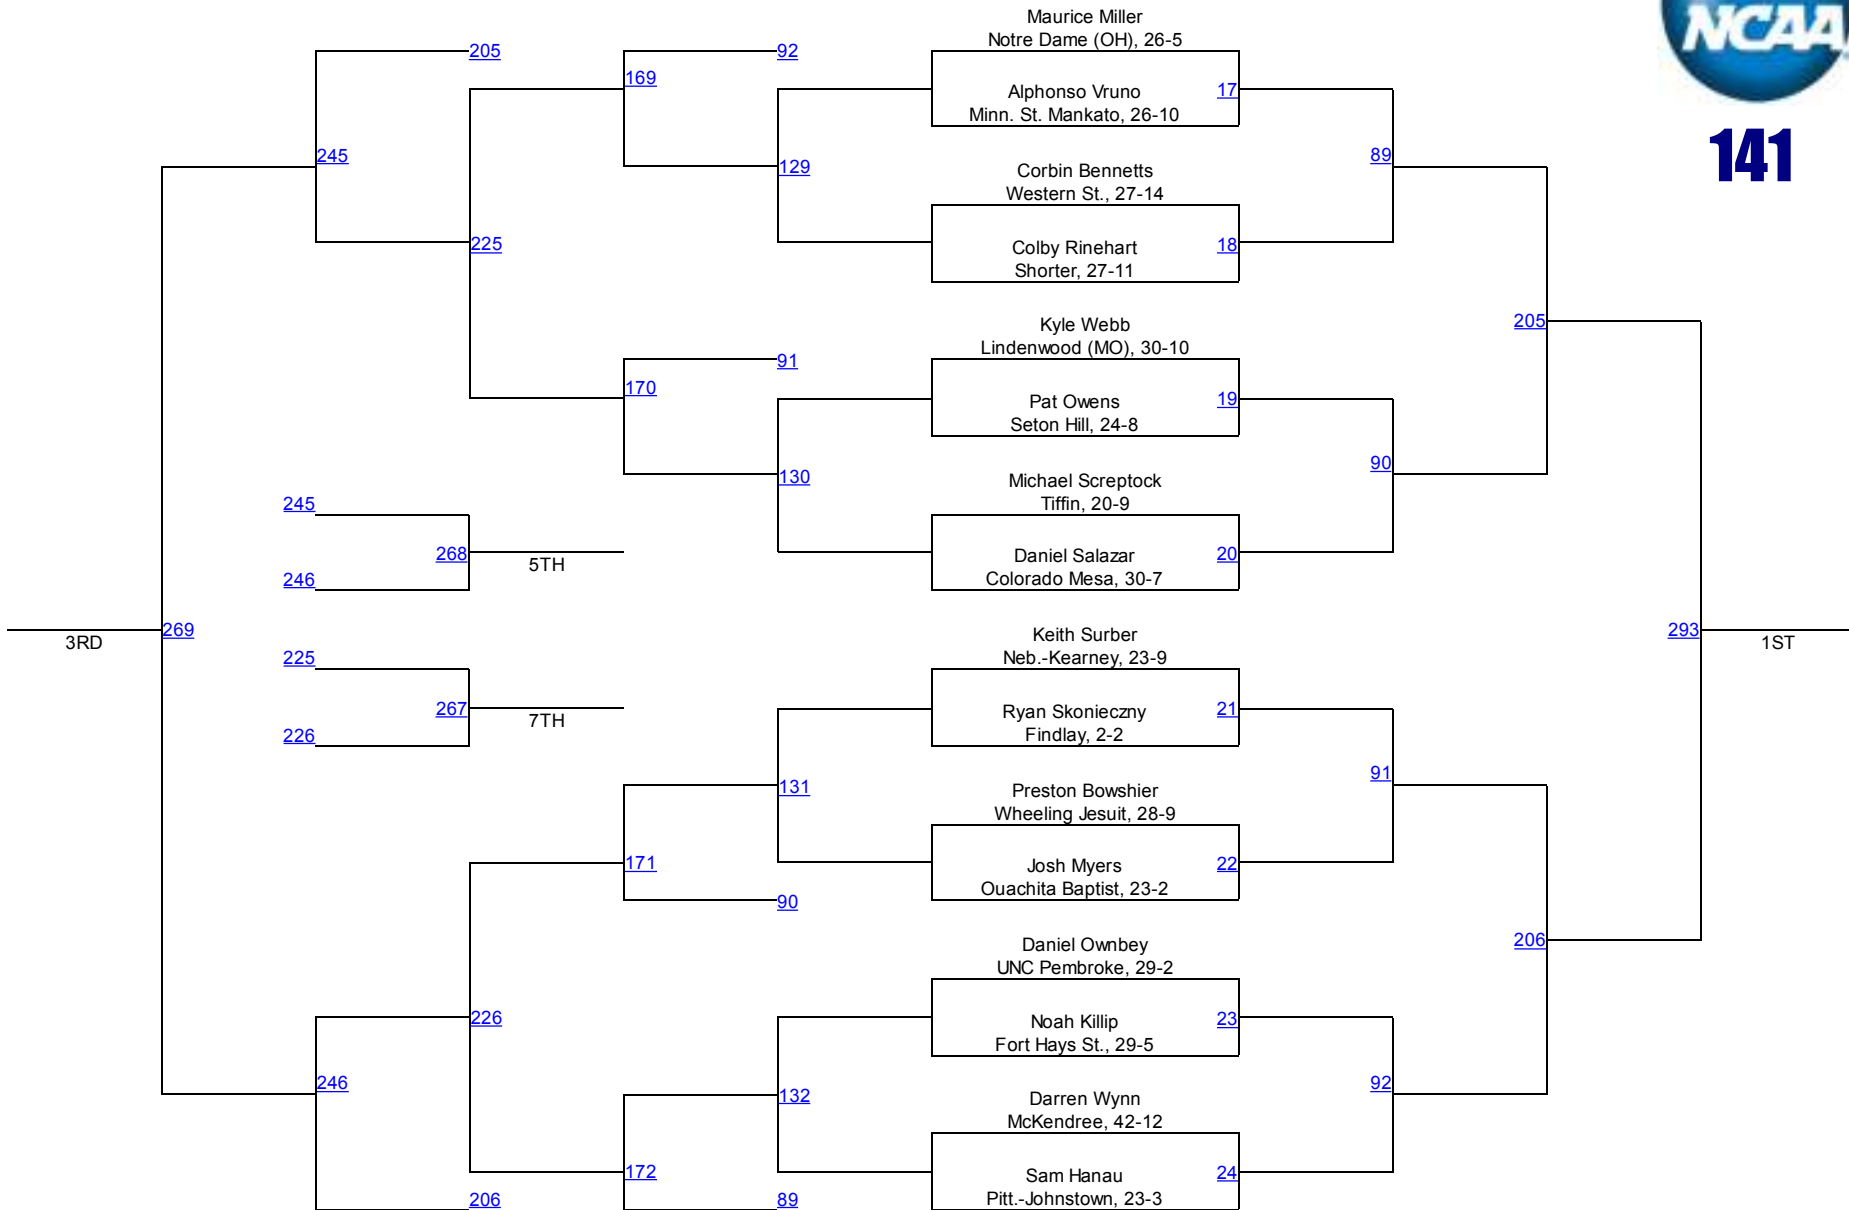 NCAA
141
Maurice Miller
Notre Dame (OH), 26-5
205
92
169
Alphonso Vruno
17
Minn. St. Mankato, 26-10
245
129
89
Corbin Bennetts
Western St., 27-14
225
Colby Rinehart
18
Shorter, 27-11
Kyle Webb
205
Lindenwood (MO), 30-10
91
170
Pat Owens
19
Seton Hill, 24-8
90
130
Michael Screptock
Tiffin, 20-9
245
268
5TH
Daniel Salazar
20
246
Colorado Mesa, 30-7
3RD
269
Keith Surber
293
1ST
225
Neb.-Kearney, 23-9
267
7TH
Ryan Skonieczny
21
226
Findlay, 2-2
131
91
Preston Bowshier
Wheeling Jesuit, 28-9
171
Josh Myers
22
Ouachita Baptist, 23-2
90
Daniel Ownbey
206
UNC Pembroke, 29-2
226
Noah Killip
23
Fort Hays St., 29-5
246
132
92
Darren Wynn
McKendree, 42-12
172
Sam Hanau
24
206
89
Pitt.-Johnstown, 23-3